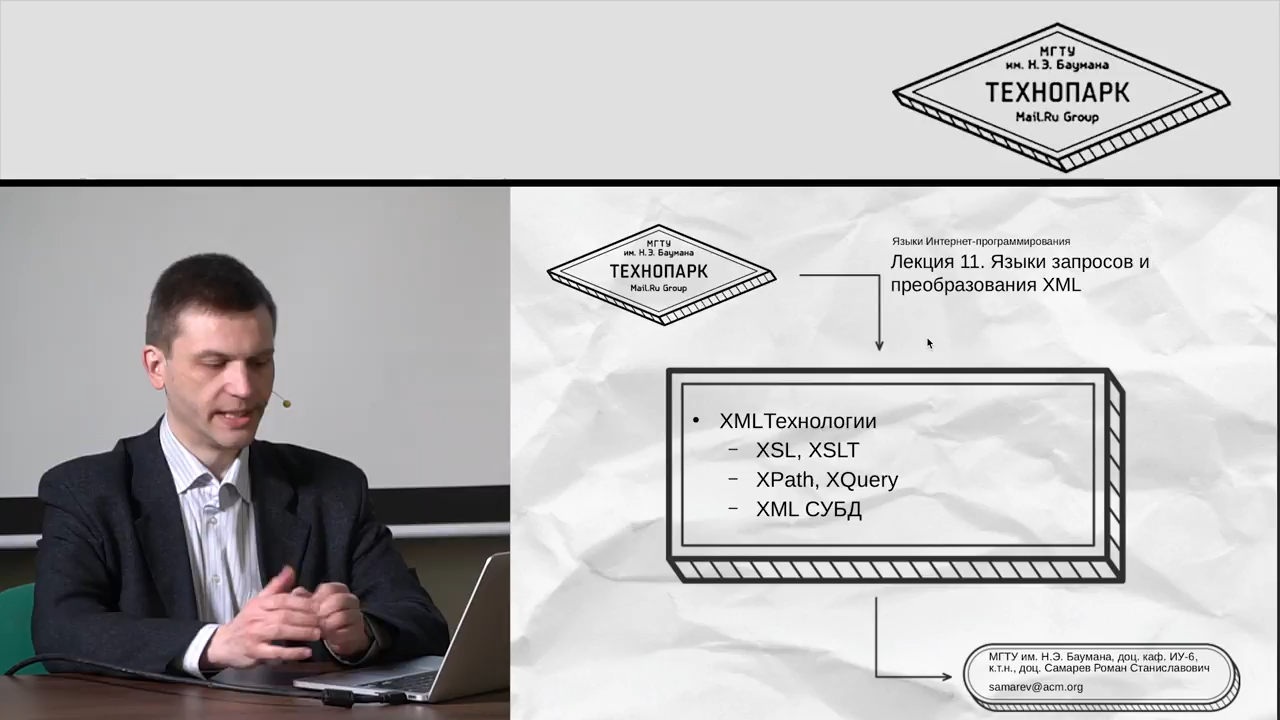 МГТУ
им. Н.Э. Баумана
ТЕХНОПАРК
Mail.Ru Group
МГТУ
им. Н.Э. Баумана
ТЕХНОПАРК
Mail.Ru Group
Языки Интернет-программирования
Лекция 11. Языки запросов и
преобразования XML
• XMLТехнологии
– XSL, XSLT
– XPath, XQuery
– XML СУБД
МГТУ им. Н.Э. Баумана, доц. каф. ИУ-6,
к.т.н., доц. Самарев Роман Станиславович
samarev@acm.org